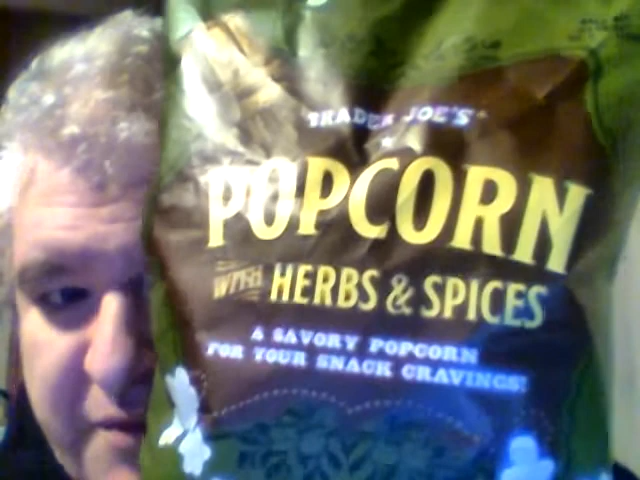 TRADER JOE'S
POPCORN
WITH HERBS & SPICES
A SAVORY POPCORN
FOR YOUR SNACK CRAVINGS!